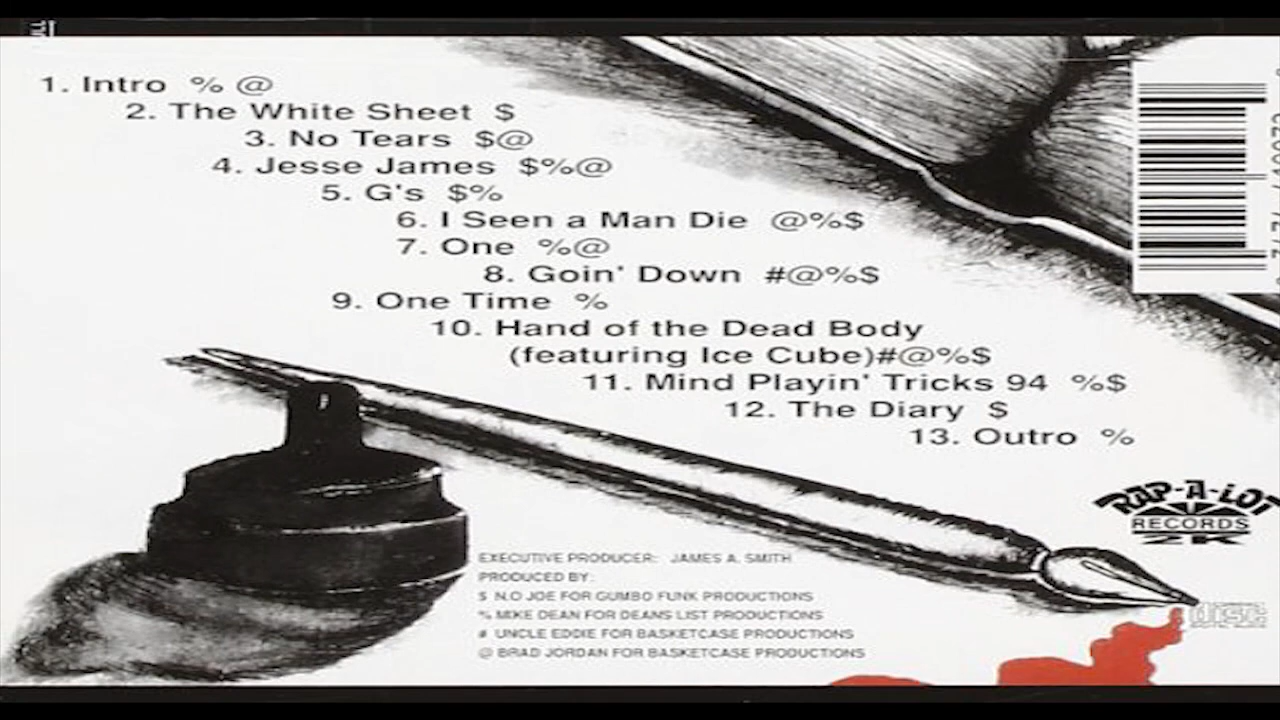 1. Intro % @
2. The White Sheet $
3. No Tears $@
4. Jesse James $%@
5. G's $%
6. I Seen a Man Die @%$
7. One %@
8. Goin' Down #@%$
9. One Time %
10. Hand of the Dead Body
(featuring Ice Cube)#@%$
11. Mind Playin' Tricks 94 %$
12. The Diary $
13. Outro %
RAP-A-LOT
RECORDS
2K
EXECUTIVE PRODUCER: JAMES A. SMITH
PRODUCED BY:
$ N.O JOE FOR GUMBO FUNK PRODUCTIONS
% MIKE DEAN FOR DEANS LIST PRODUCTIONS
# UNCLE EDDIE FOR BASKETCASE PRODUCTIONS
@ BRAD JORDAN FOR BASKETCASE PRODUCTIONS
disc